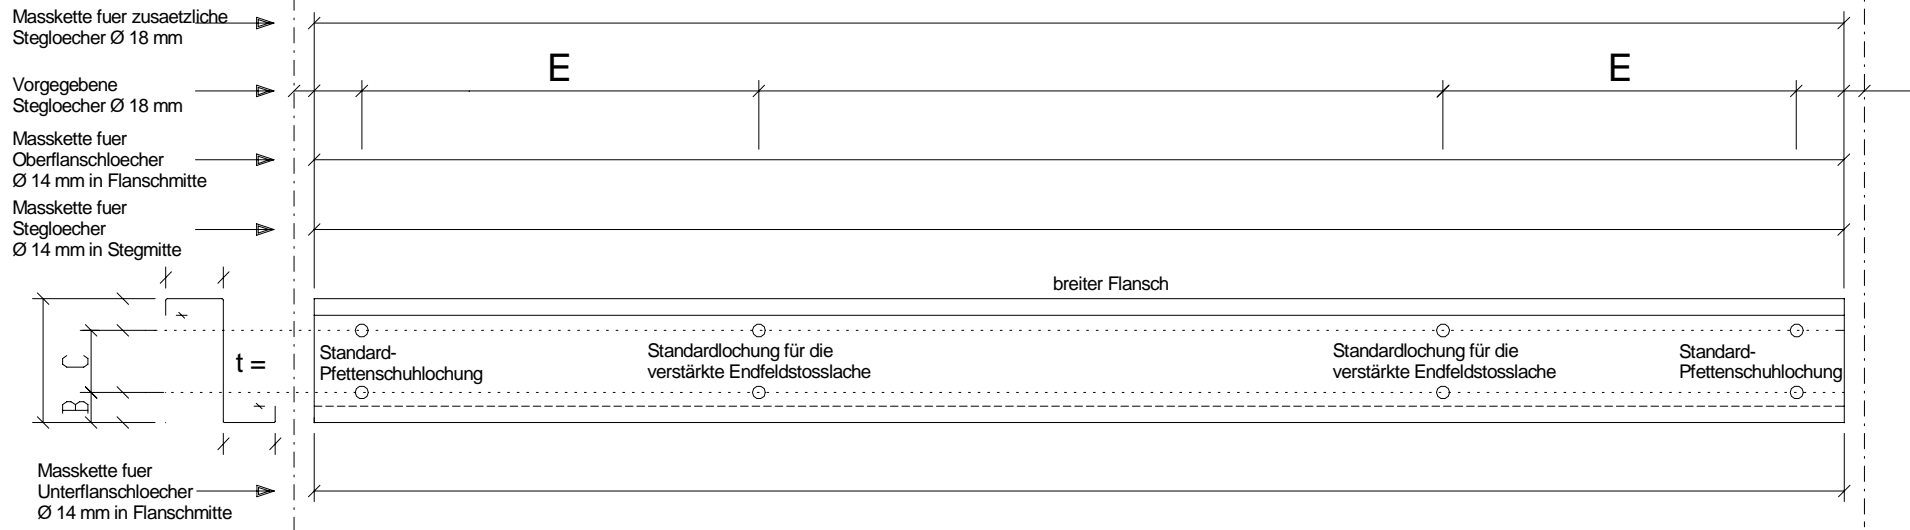 Masskette fuer zusaetzliche
Stegloecher Ø 18 mm
E
E
Vorgegebene
Stegloecher Ø 18 mm
Masskette fuer
Oberflanschloecher
Ø 14 mm in Flanschmitte
Masskette fuer
Stegloecher
Ø 14 mm in Stegmitte
breiter Flansch
C
B
t =
Standard-
Pfettenschuhlochung
Standardlochung für die
verstärkte Endfeldstosslache
Standardlochung für die
verstärkte Endfeldstosslache
Standard-
Pfettenschuhlochung
Masskette fuer
Unterflanschloecher
Ø 14 mm in Flanschmitte